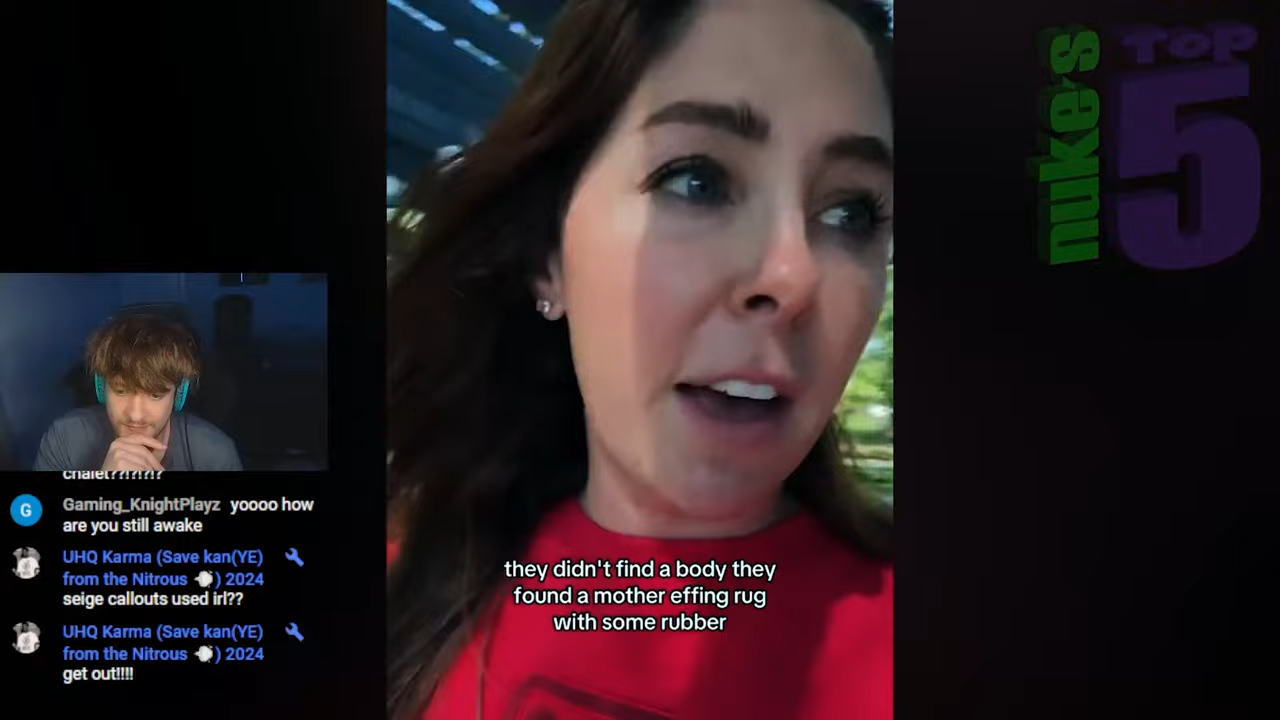 nuke's
Top
5
chalet??!?!?!?
G
Gaming_KnightPlayz yoooo how
are you still awake
UHQ Karma (Save kan(YE)
from the Nitrous 💨) 2024
seige callouts used irl??
UHQ Karma (Save kan(YE)
from the Nitrous 💨) 2024
get out!!!!
they didn't find a body they
found a mother effing rug
with some rubber